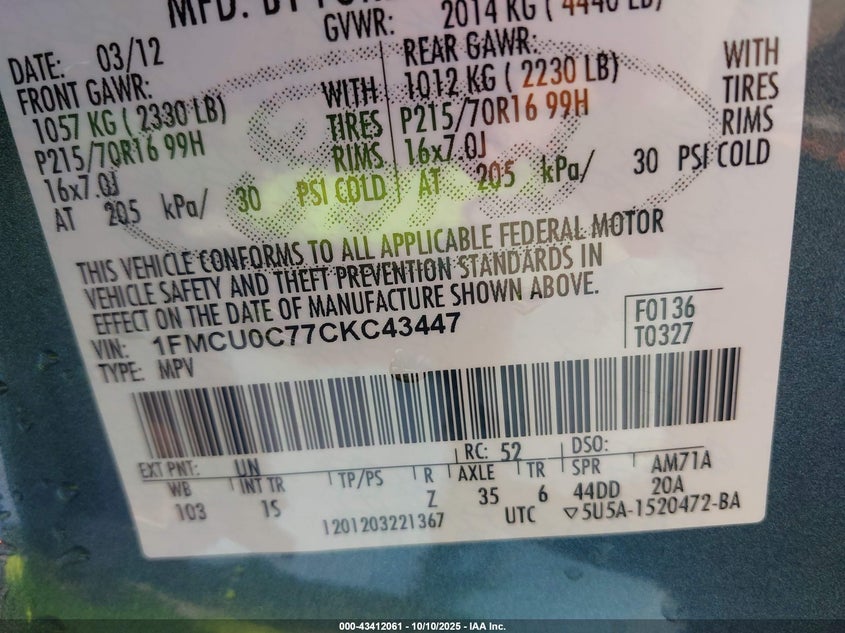 MFD. BY FOR
GVWR: 2014 KG ( 4440 LB)
DATE: 03/12
FRONT GAWR:
1057 KG ( 2330 LB)
P215/70R16 99H
16x7.0J
WITH
TIRES
RIMS
AT 205 kPa/ 30 PSI COLD
REAR GAWR:
1012 KG ( 2230 LB)
P215/70R16 99H
16x7.0J
WITH
TIRES
RIMS
AT 205 kPa/ 30 PSI COLD
THIS VEHICLE CONFORMS TO ALL APPLICABLE FEDERAL MOTOR
VEHICLE SAFETY AND THEFT PREVENTION STANDARDS IN
EFFECT ON THE DATE OF MANUFACTURE SHOWN ABOVE.
VIN: 1FMCU0C77CKC43447
TYPE: MPV
F0136
T0327
EXT PNT: UN RC: 52 DSO:
WB INT TR TP/PS R AXLE TR SPR AM71A
103 1S Z 35 6 44DD 20A
1201203221367 UTC ▽5U5A-1520472-BA
000-43412061 - 10/10/2025 - IAA Inc.